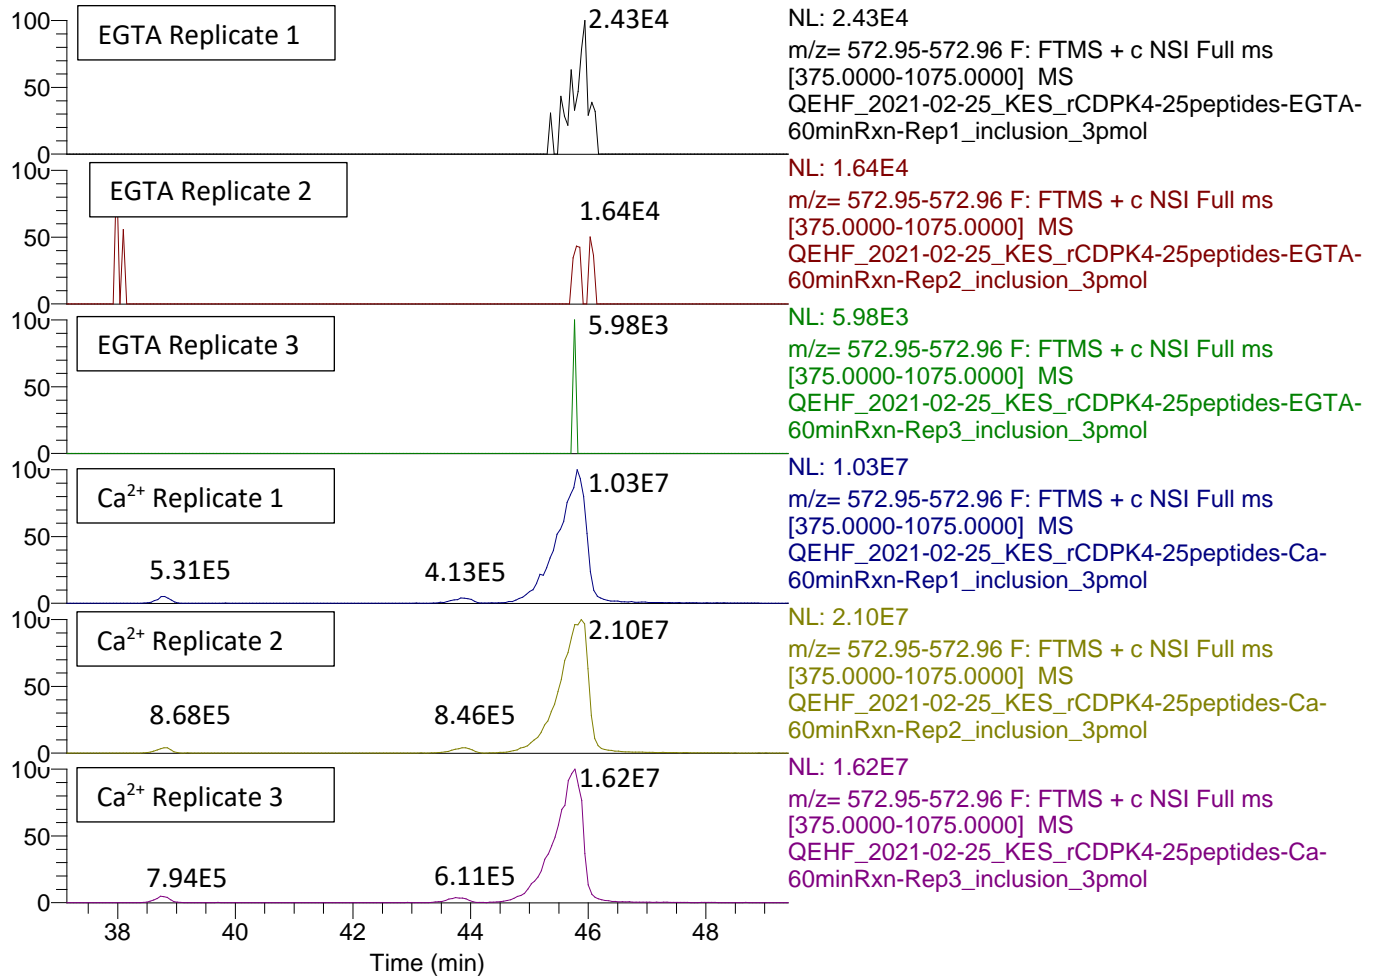 100
50
0
EGTA Replicate 1
2.43E4
NL: 2.43E4
m/z= 572.95-572.96 F: FTMS + c NSI Full ms
[375.0000-1075.0000] MS
QEHF_2021-02-25_KES_rCDPK4-25peptides-EGTA-
60minRxn-Rep1_inclusion_3pmol
100
50
0
EGTA Replicate 2
1.64E4
NL: 1.64E4
m/z= 572.95-572.96 F: FTMS + c NSI Full ms
[375.0000-1075.0000] MS
QEHF_2021-02-25_KES_rCDPK4-25peptides-EGTA-
60minRxn-Rep2_inclusion_3pmol
100
50
0
EGTA Replicate 3
5.98E3
NL: 5.98E3
m/z= 572.95-572.96 F: FTMS + c NSI Full ms
[375.0000-1075.0000] MS
QEHF_2021-02-25_KES_rCDPK4-25peptides-EGTA-
60minRxn-Rep3_inclusion_3pmol
100
50
0
Ca²⁺ Replicate 1
5.31E5
4.13E5
1.03E7
NL: 1.03E7
m/z= 572.95-572.96 F: FTMS + c NSI Full ms
[375.0000-1075.0000] MS
QEHF_2021-02-25_KES_rCDPK4-25peptides-Ca-
60minRxn-Rep1_inclusion_3pmol
100
50
0
Ca²⁺ Replicate 2
8.68E5
8.46E5
2.10E7
NL: 2.10E7
m/z= 572.95-572.96 F: FTMS + c NSI Full ms
[375.0000-1075.0000] MS
QEHF_2021-02-25_KES_rCDPK4-25peptides-Ca-
60minRxn-Rep2_inclusion_3pmol
100
50
0
Ca²⁺ Replicate 3
7.94E5
6.11E5
1.62E7
NL: 1.62E7
m/z= 572.95-572.96 F: FTMS + c NSI Full ms
[375.0000-1075.0000] MS
QEHF_2021-02-25_KES_rCDPK4-25peptides-Ca-
60minRxn-Rep3_inclusion_3pmol
38 40 42 44 46 48
Time (min)